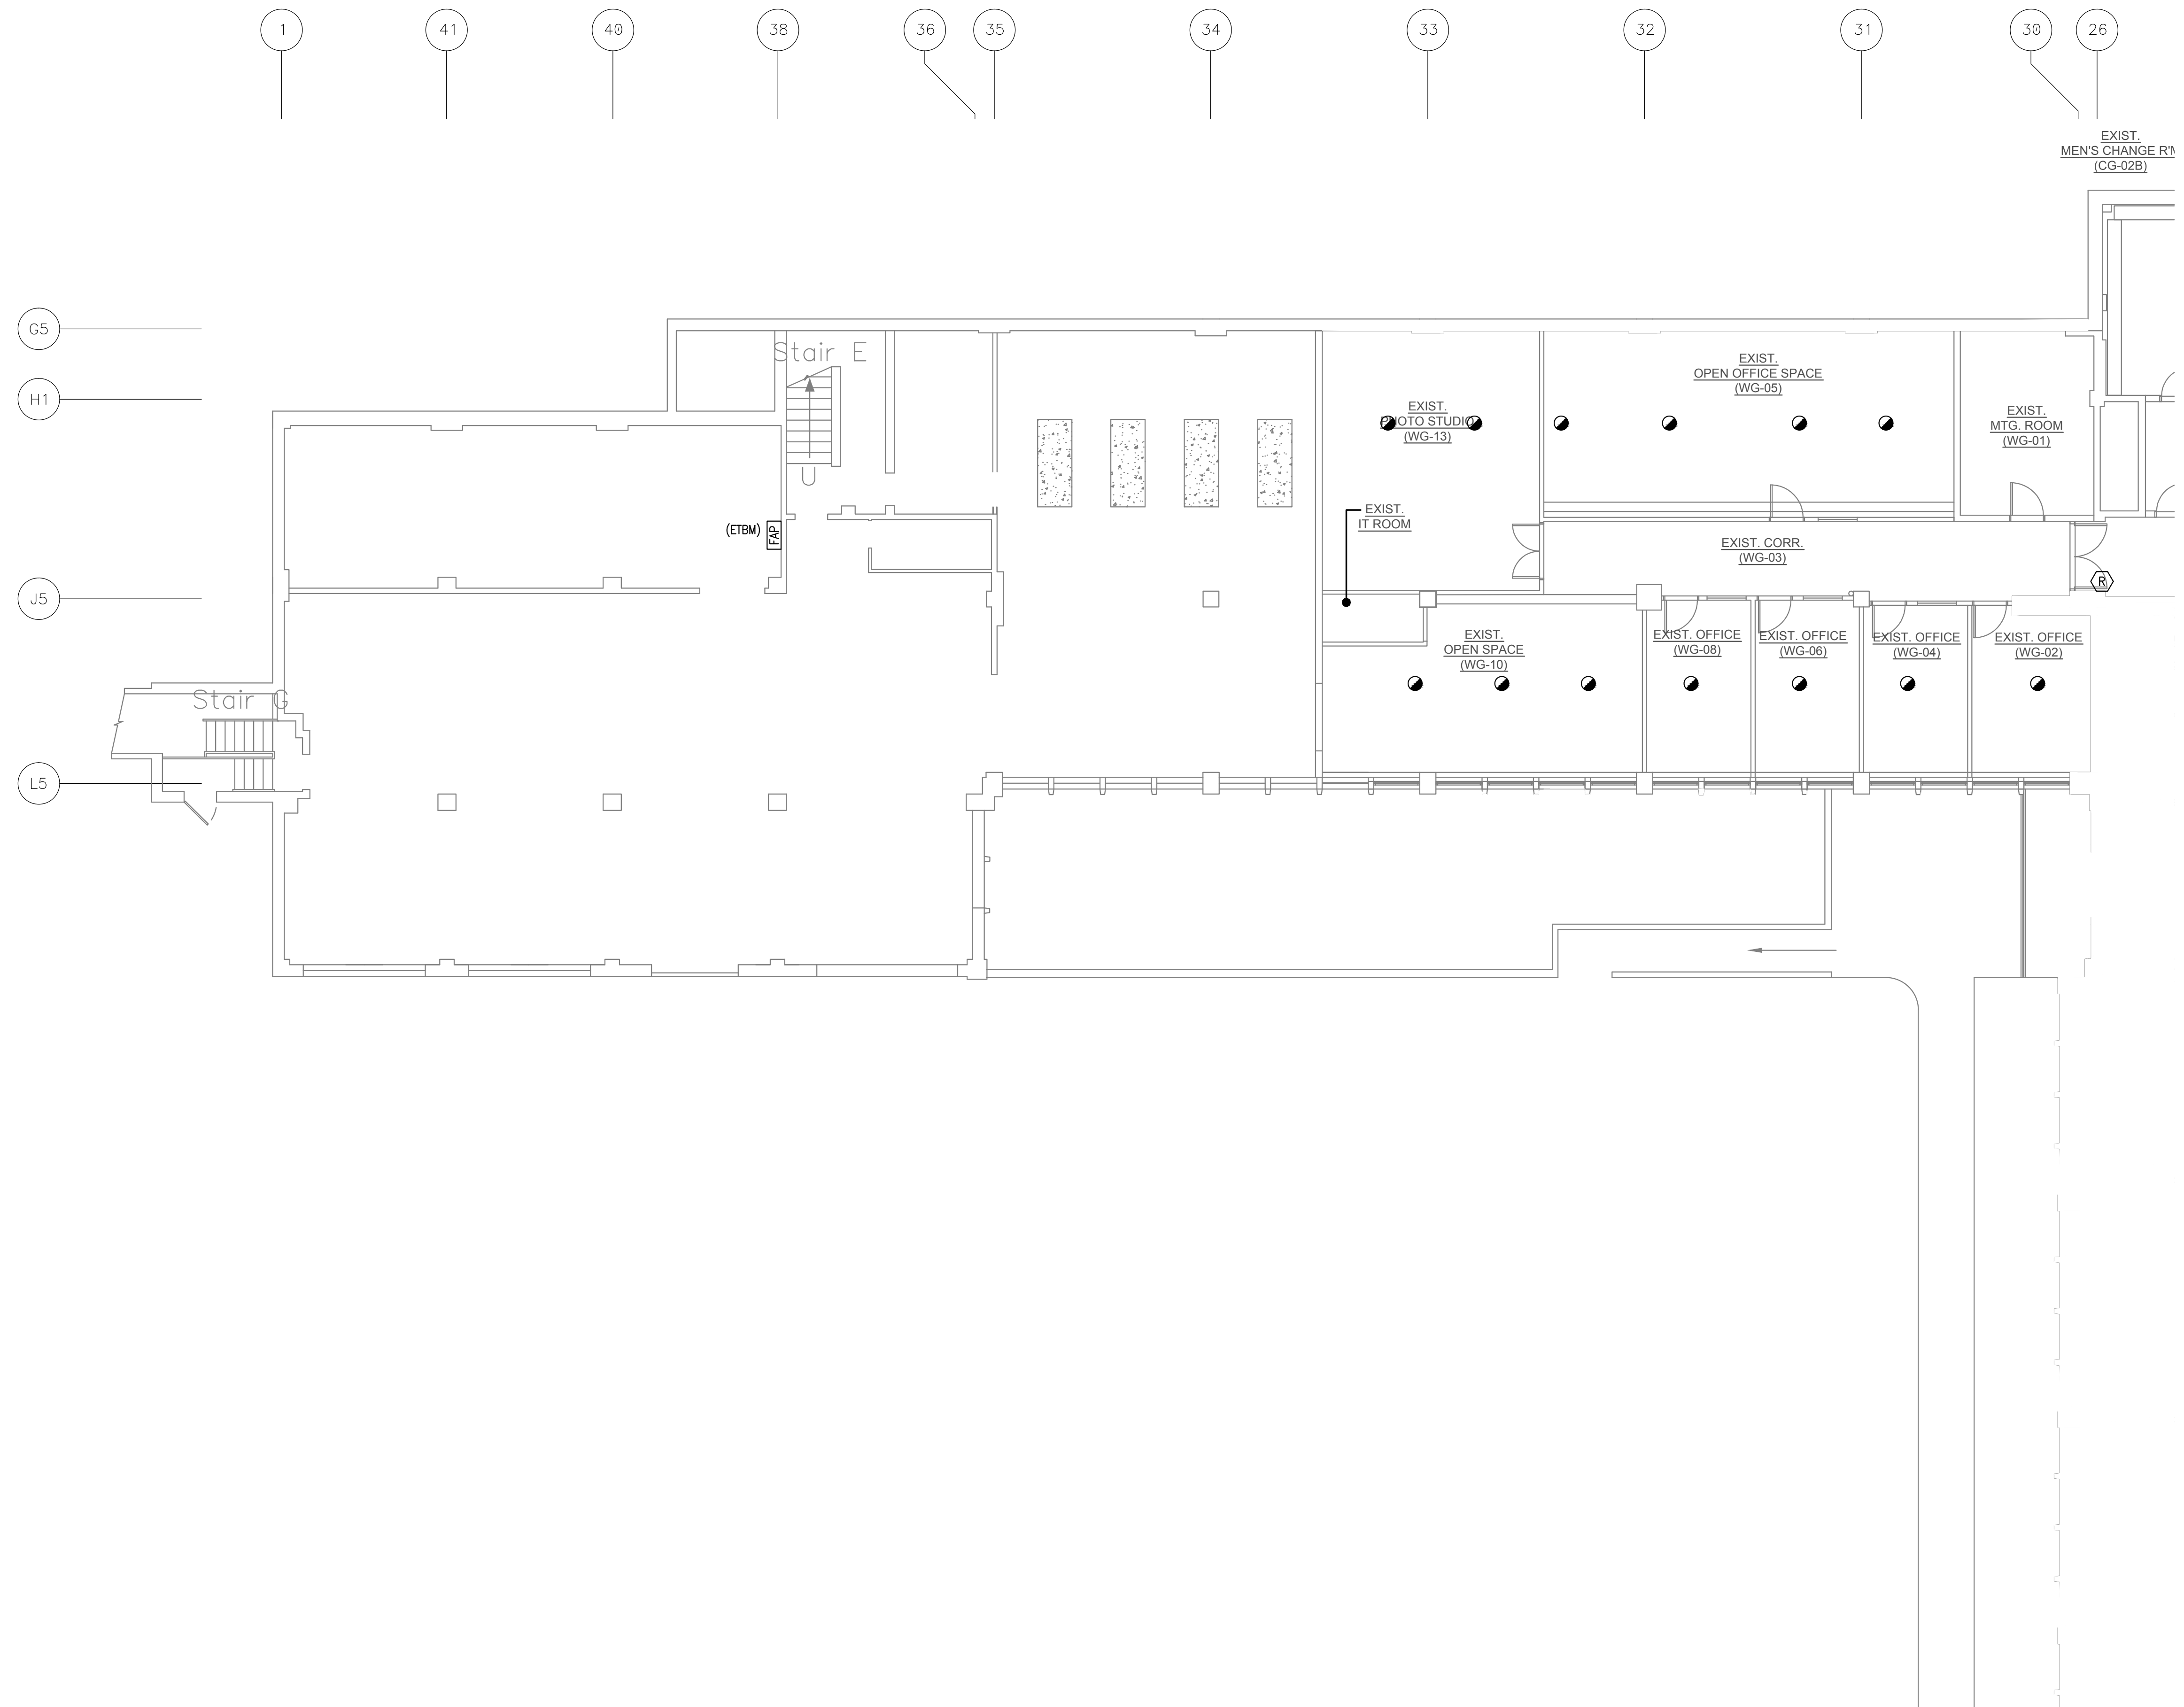 1
41
40
38
36
35
34
33
32
31
30
26
EXIST.
MEN'S CHANGE R'M
(CG-02B)
G5
H1
J5
L5
Stair E
U
EXIST.
PHOTO STUDIO
(WG-13)
EXIST.
OPEN OFFICE SPACE
(WG-05)
EXIST.
MTG. ROOM
(WG-01)
EXIST.
IT ROOM
(ETBM)
FAP
EXIST. CORR.
(WG-03)
R
EXIST.
OPEN SPACE
(WG-10)
EXIST. OFFICE
(WG-08)
EXIST. OFFICE
(WG-06)
EXIST. OFFICE
(WG-04)
EXIST. OFFICE
(WG-02)
Stair G